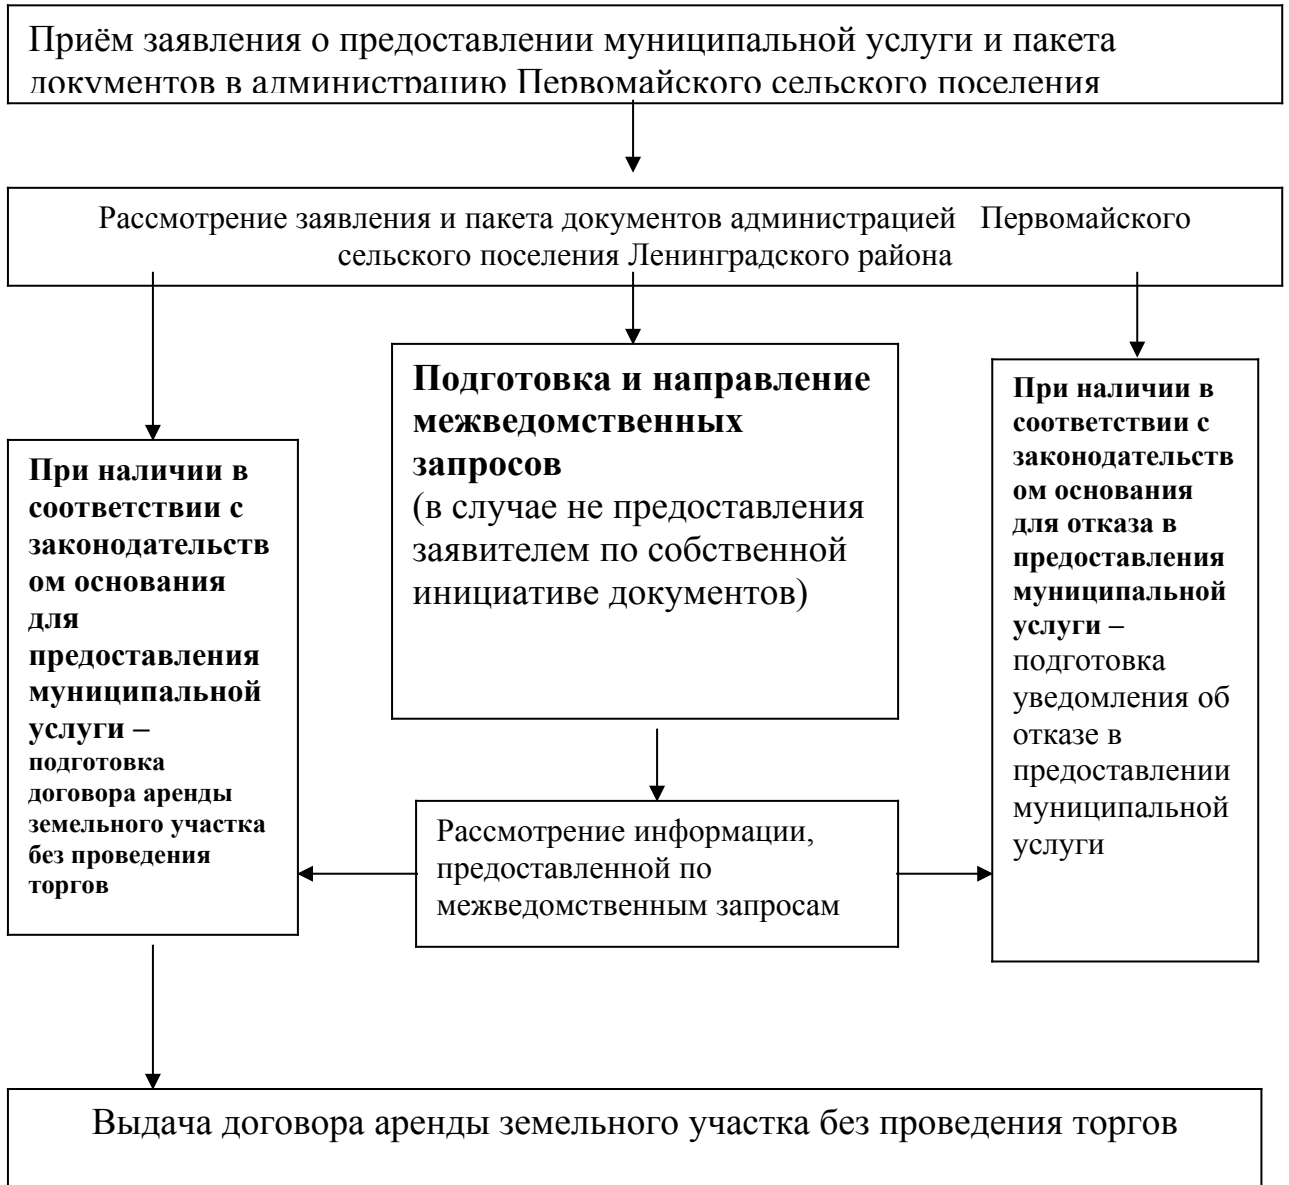 Приём заявления о предоставлении муниципальной услуги и пакета
документов в администрацию Первомайского сельского поселения
Рассмотрение заявления и пакета документов администрацией Первомайского
сельского поселения Ленинградского района
При наличии в
соответствии с
законодательств
ом основания
для
предоставления
муниципальной
услуги –
подготовка
договора аренды
земельного участка
без проведения
торгов
Подготовка и направление
межведомственных
запросов
(в случае не предоставления
заявителем по собственной
инициативе документов)
При наличии в
соответствии с
законодательств
ом основания
для отказа в
предоставления
муниципальной
услуги –
подготовка
уведомления об
отказе в
предоставлении
муниципальной
услуги
Рассмотрение информации,
предоставленной по
межведомственным запросам
Выдача договора аренды земельного участка без проведения торгов